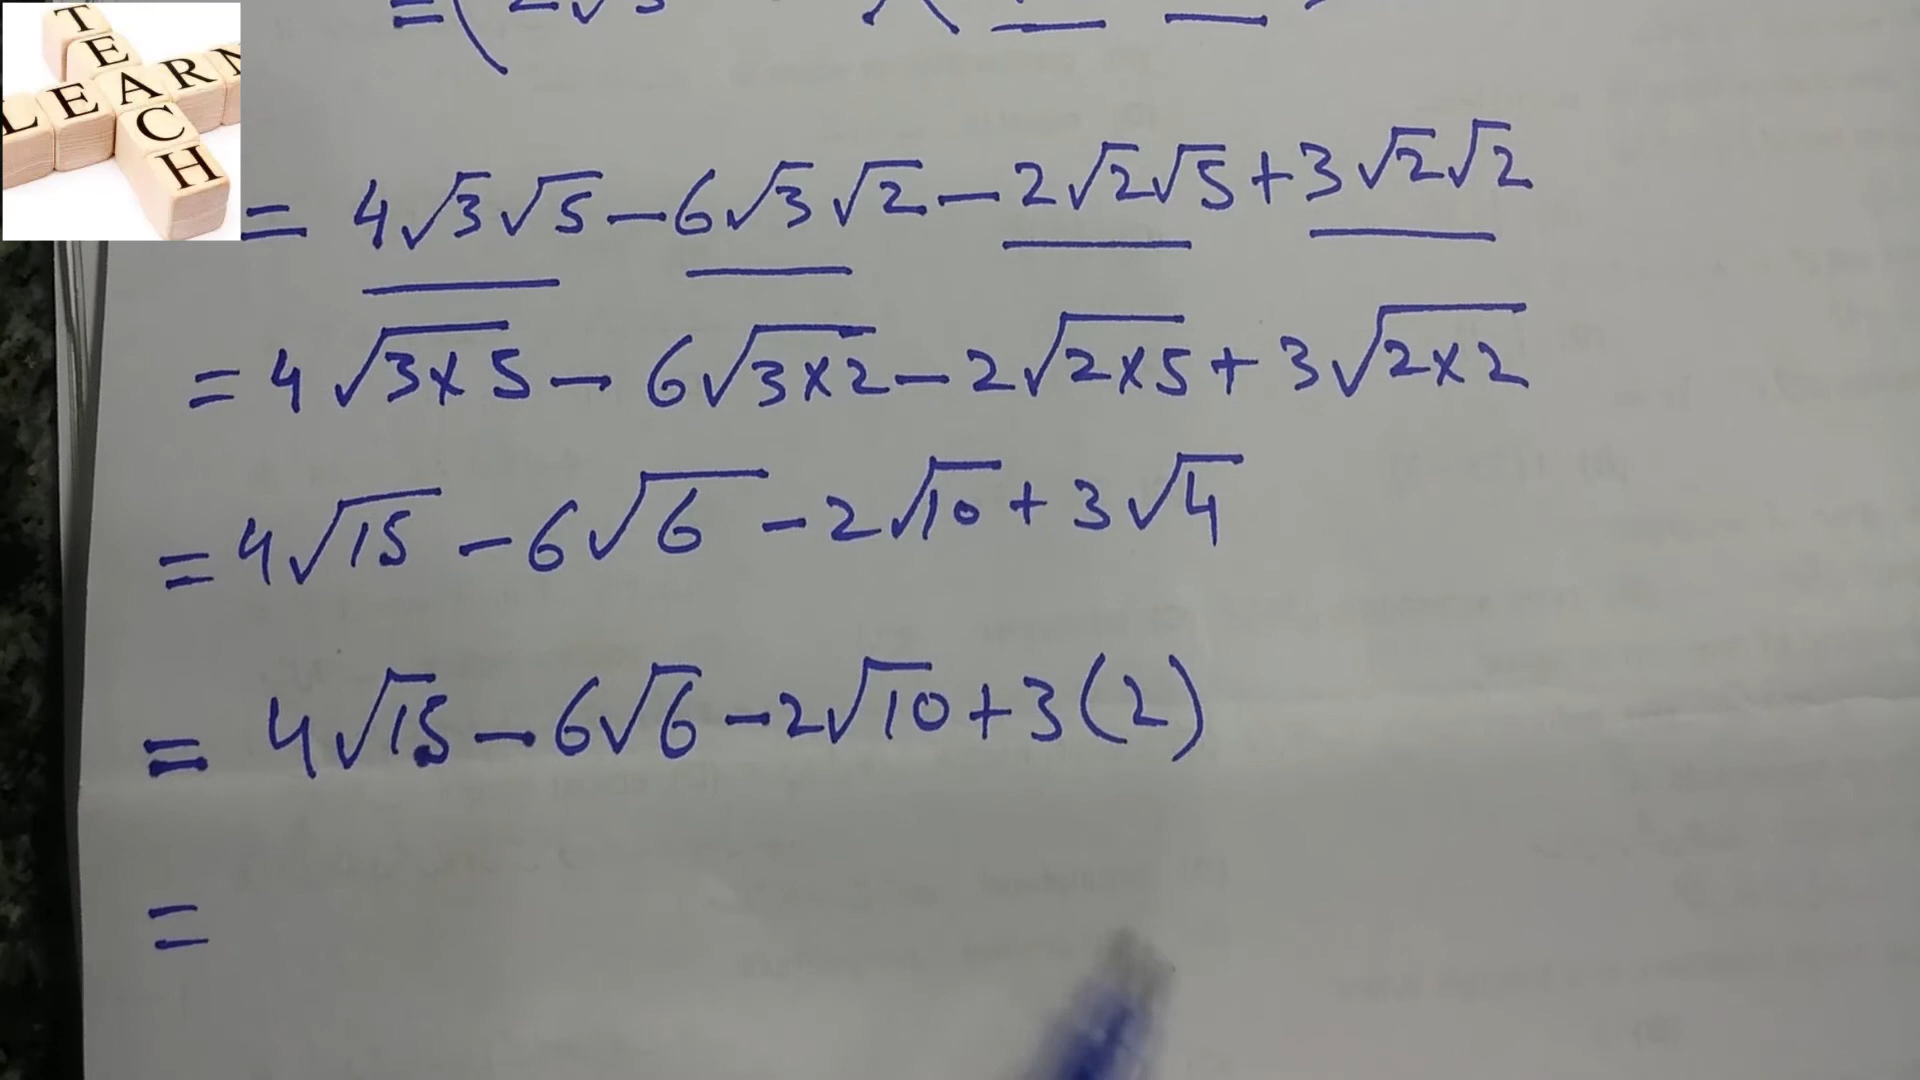 TEACH
LEARN
= 4√3√5 - 6√3√2 - 2√2√5 + 3√2√2
= 4√3×5 - 6√3×2 - 2√2×5 + 3√2×2
= 4√15 - 6√6 - 2√10 + 3√4
= 4√15 - 6√6 - 2√10 + 3(2)
=